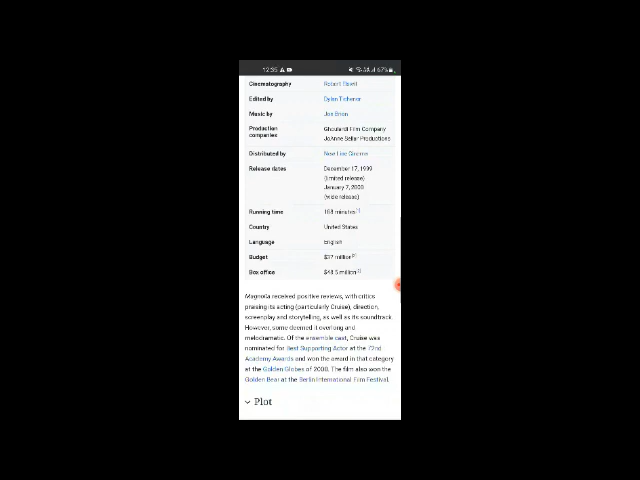 12:55
67%
Cinematography Robert Elswit
Edited by Dylan Tichenor
Music by Jon Brion
Production companies Ghoulardi Film Company
JoAnne Sellar Productions
Distributed by New Line Cinema
Release dates December 17, 1999
(limited release)
January 7, 2000
(wide release)
Running time 188 minutes
Country United States
Language English
Budget $37 million
Box office $48.5 million
Magnolia received positive reviews, with critics
praising its acting (particularly Cruise), direction,
screenplay and storytelling, as well as its soundtrack.
However, some deemed it overlong and
melodramatic. Of the ensemble cast, Cruise was
nominated for Best Supporting Actor at the 72nd
Academy Awards and won the award in that category
at the Golden Globes of 2000. The film also won the
Golden Bear at the Berlin International Film Festival.
Plot